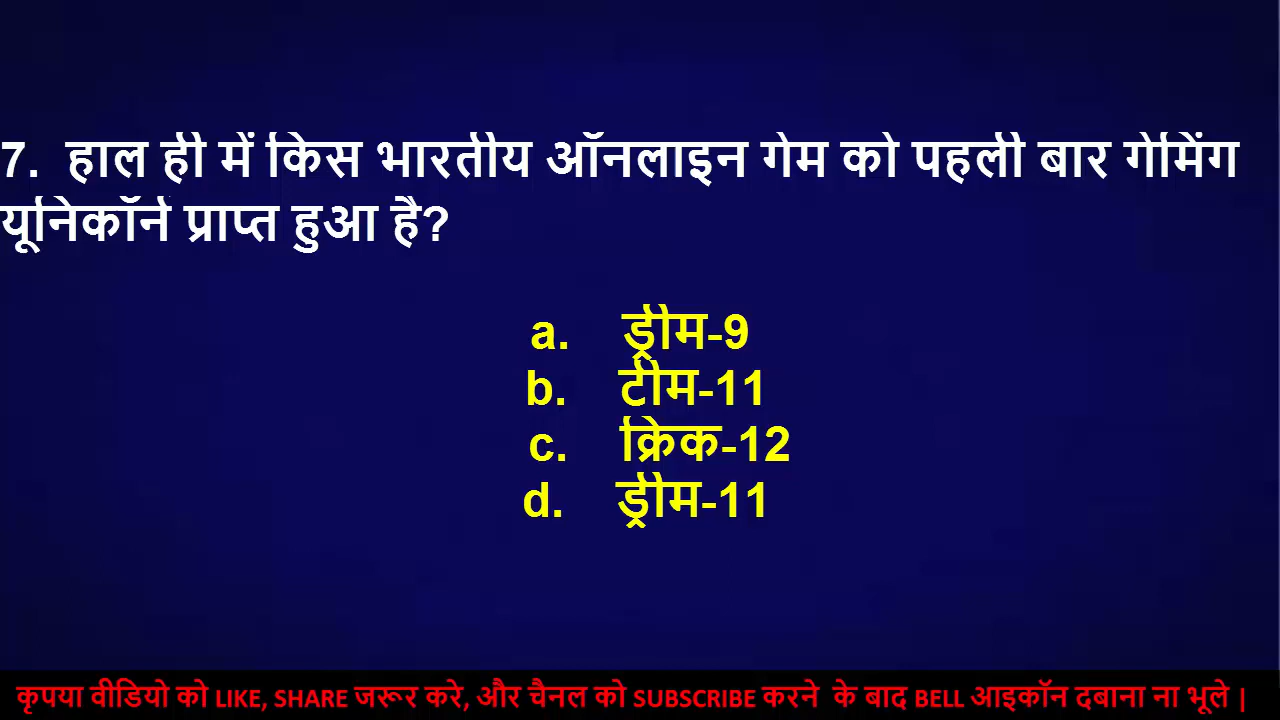 7. हाल ही में किस भारतीय ऑनलाइन गेम को पहली बार गेमिंग
यूनिकॉर्न प्राप्त हुआ है?
a. ड्रीम-9
b. टीम-11
c. क्रिक-12
d. ड्रीम-11
कृपया वीडियो को LIKE, SHARE जरूर करे, और चैनल को SUBSCRIBE करने के बाद BELL आइकॉन दबाना ना भूले |